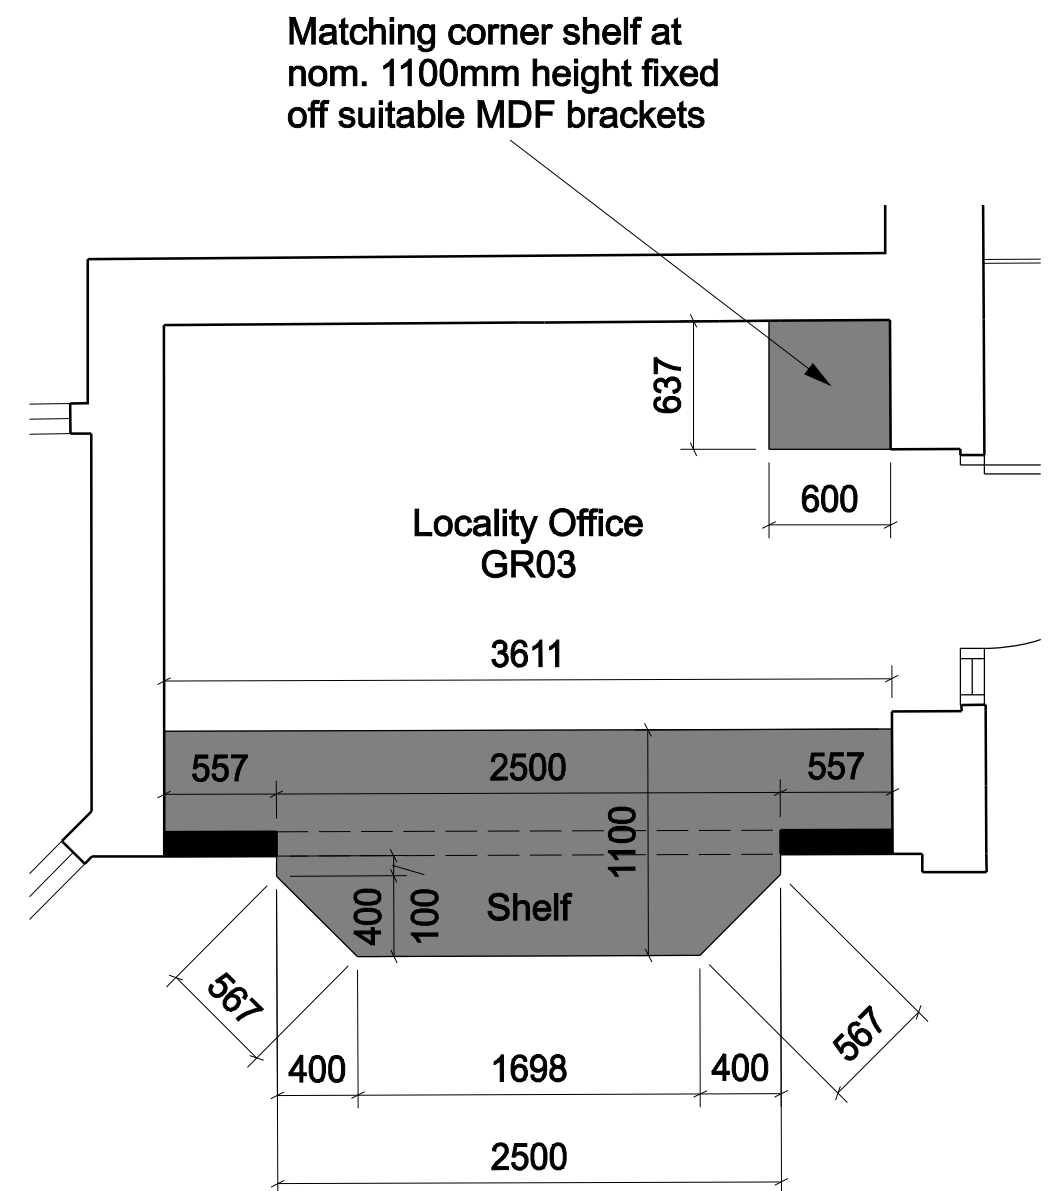 Matching corner shelf at
nom. 1100mm height fixed
off suitable MDF brackets
637
600
Locality Office
GR03
3611
557
2500
557
1100
400
100
Shelf
567
567
400
1698
400
2500